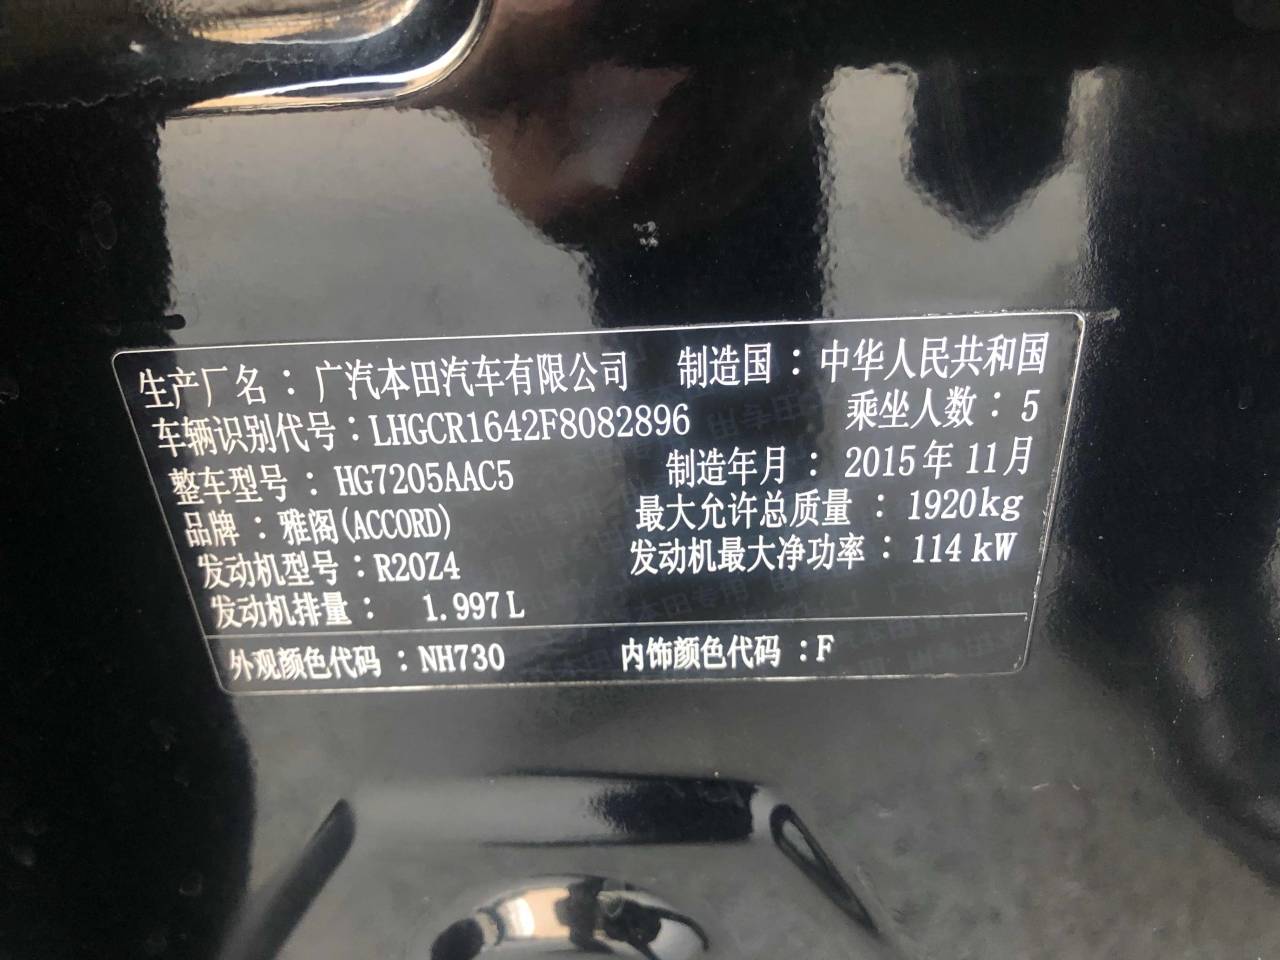 生产厂名：广汽本田汽车有限公司 制造国：中华人民共和国
车辆识别代号：LHGCR1642F8082896 乘坐人数：5
整车型号：HG7205AAC5 制造年月：2015年11月
品牌：雅阁(ACCORD) 最大允许总质量：1920kg
发动机型号：R20Z4 发动机最大净功率：114kW
发动机排量：1.997L
外观颜色代码：NH730 内饰颜色代码：F